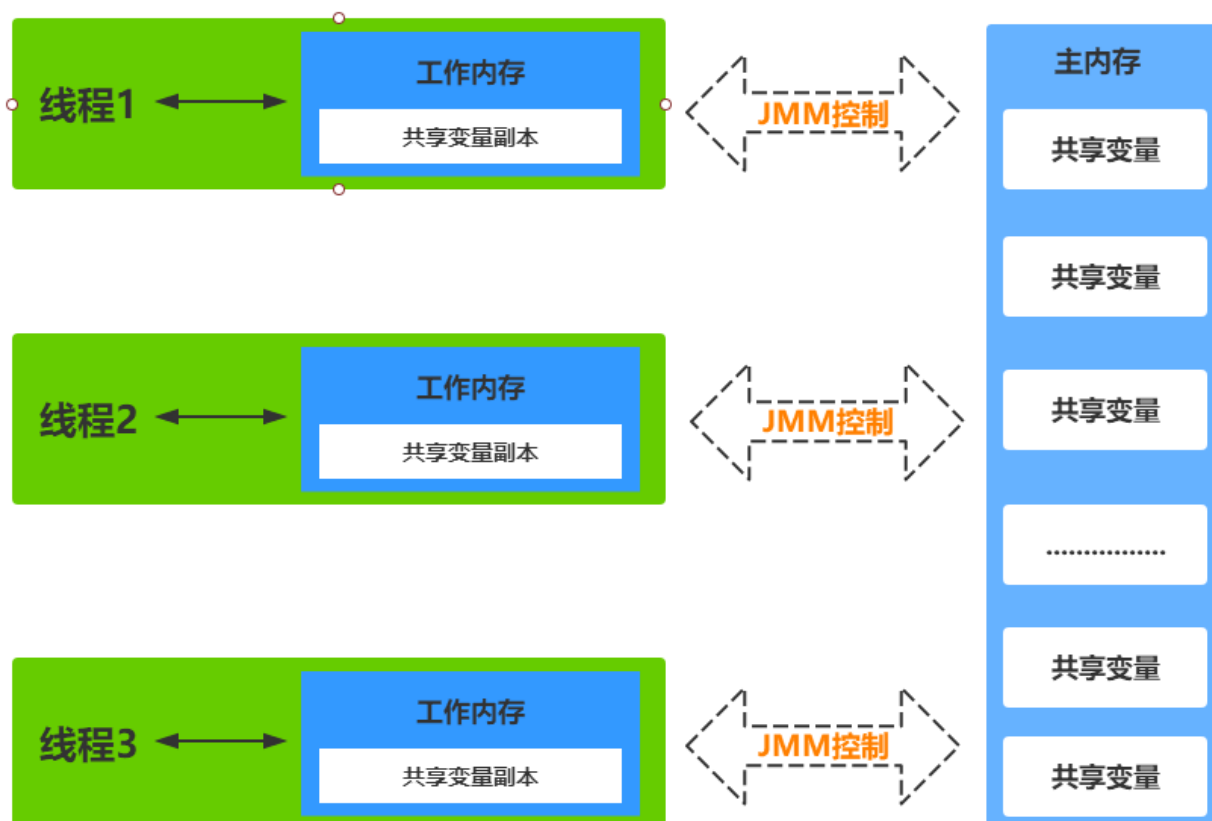 线程1
工作内存
共享变量副本
JMM控制
线程2
工作内存
共享变量副本
JMM控制
线程3
工作内存
共享变量副本
JMM控制
主内存
共享变量
共享变量
共享变量
................
共享变量
共享变量